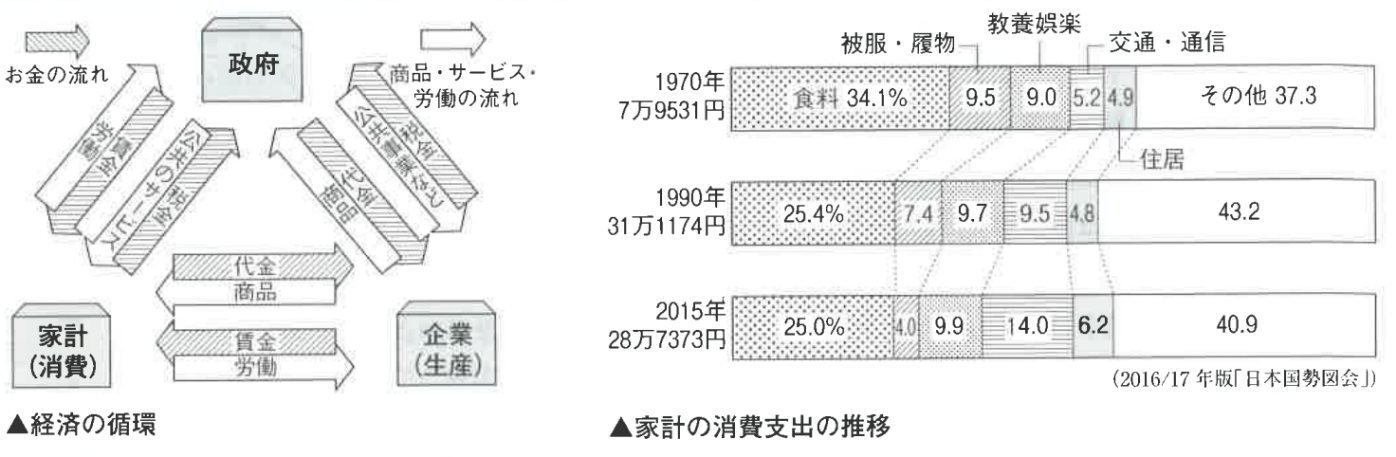 お金の流れ
政府
商品・サービス・
労働の流れ
賃金
労働
税金
公共のサービス
税金
公共事業など
代金
商品
代金
商品
賃金
労働
家計
(消費)
企業
(生産)
▲経済の循環
被服・履物
教養娯楽
交通・通信
1970年
7万9531円
食料 34.1%
9.5
9.0
5.2
4.9
その他 37.3
住居
1990年
31万1174円
25.4%
7.4
9.7
9.5
4.8
43.2
2015年
28万7373円
25.0%
4.0
9.9
14.0
6.2
40.9
(2016/17年版「日本国勢図会」)
▲家計の消費支出の推移